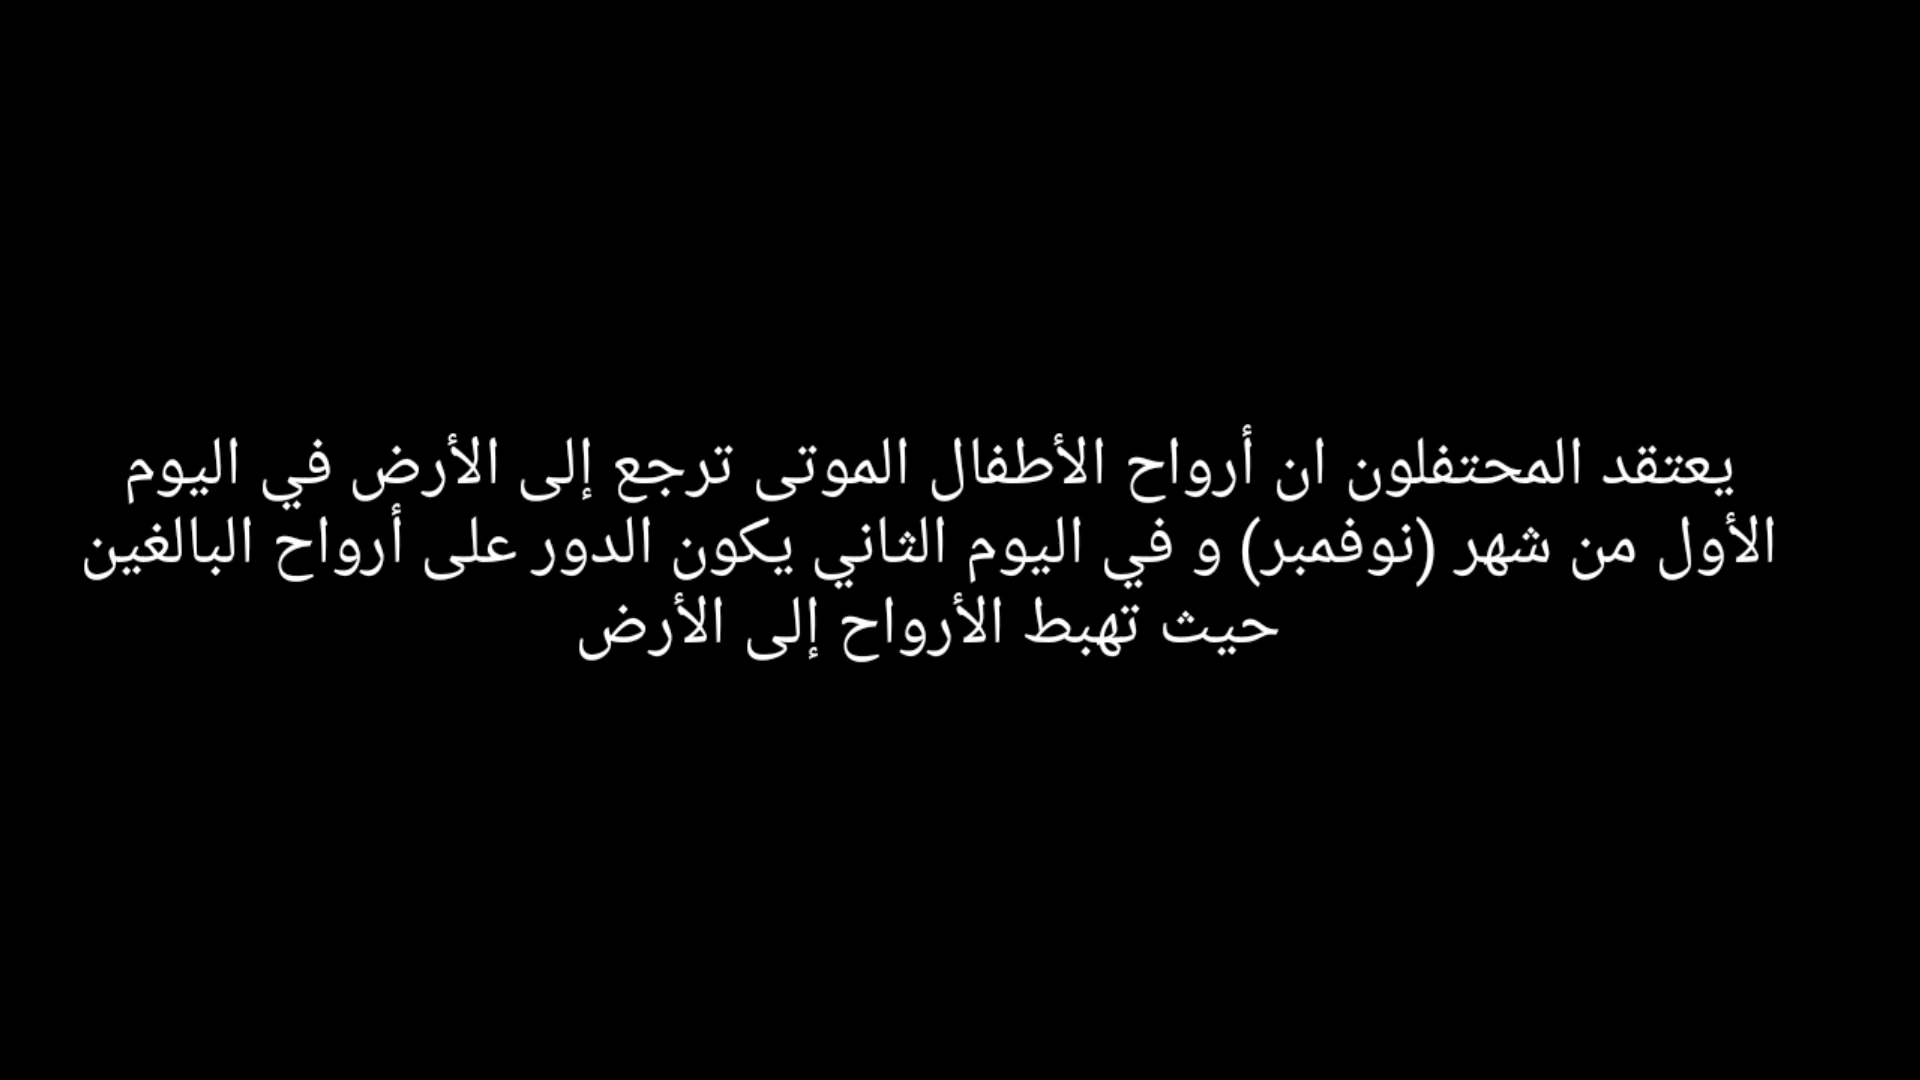 يعتقد المحتفلون ان أرواح الأطفال الموتى ترجع إلى الأرض في اليوم
الأول من شهر (نوفمبر) و في اليوم الثاني يكون الدور على أرواح البالغين
حيث تهبط الأرواح إلى الأرض